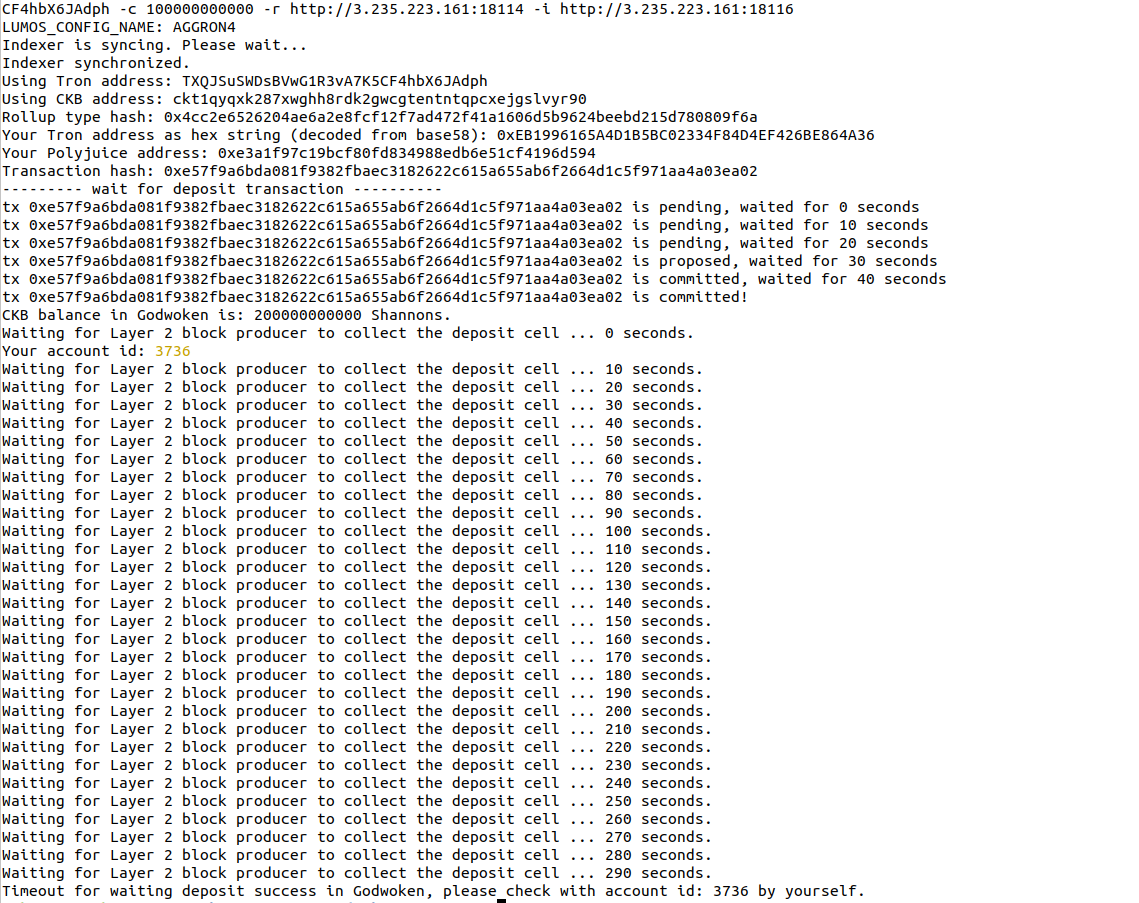 CF4hbX6JAdph -c 100000000000 -r http://3.235.223.161:18114 -i http://3.235.223.161:18116
LUMOS_CONFIG_NAME: AGGRON4
Indexer is syncing. Please wait...
Indexer synchronized.
Using Tron address: TXQJSuSWDsBVwG1R3vA7K5CF4hbX6JAdph
Using CKB address: ckt1qyqxk287xwghh8rdk2gwcgtentntqpcxejgslvyr90
Rollup type hash: 0x4cc2e6526204ae6a2e8fcf12f7ad472f41a1606d5b9624beebd215d780809f6a
Your Tron address as hex string (decoded from base58): 0xEB1996165A4D1B5BC02334F84D4EF426BE864A36
Your Polyjuice address: 0xe3a1f97c19bcf80fd834988edb6e51cf4196d594
Transaction hash: 0xe57f9a6bda081f9382fbaec3182622c615a655ab6f2664d1c5f971aa4a03ea02
--------- wait for deposit transaction ----------
tx 0xe57f9a6bda081f9382fbaec3182622c615a655ab6f2664d1c5f971aa4a03ea02 is pending, waited for 0 seconds
tx 0xe57f9a6bda081f9382fbaec3182622c615a655ab6f2664d1c5f971aa4a03ea02 is pending, waited for 10 seconds
tx 0xe57f9a6bda081f9382fbaec3182622c615a655ab6f2664d1c5f971aa4a03ea02 is pending, waited for 20 seconds
tx 0xe57f9a6bda081f9382fbaec3182622c615a655ab6f2664d1c5f971aa4a03ea02 is proposed, waited for 30 seconds
tx 0xe57f9a6bda081f9382fbaec3182622c615a655ab6f2664d1c5f971aa4a03ea02 is committed, waited for 40 seconds
tx 0xe57f9a6bda081f9382fbaec3182622c615a655ab6f2664d1c5f971aa4a03ea02 is committed!
CKB balance in Godwoken is: 200000000000 Shannons.
Waiting for Layer 2 block producer to collect the deposit cell ... 0 seconds.
Your account id: 3736
Waiting for Layer 2 block producer to collect the deposit cell ... 10 seconds.
Waiting for Layer 2 block producer to collect the deposit cell ... 20 seconds.
Waiting for Layer 2 block producer to collect the deposit cell ... 30 seconds.
Waiting for Layer 2 block producer to collect the deposit cell ... 40 seconds.
Waiting for Layer 2 block producer to collect the deposit cell ... 50 seconds.
Waiting for Layer 2 block producer to collect the deposit cell ... 60 seconds.
Waiting for Layer 2 block producer to collect the deposit cell ... 70 seconds.
Waiting for Layer 2 block producer to collect the deposit cell ... 80 seconds.
Waiting for Layer 2 block producer to collect the deposit cell ... 90 seconds.
Waiting for Layer 2 block producer to collect the deposit cell ... 100 seconds.
Waiting for Layer 2 block producer to collect the deposit cell ... 110 seconds.
Waiting for Layer 2 block producer to collect the deposit cell ... 120 seconds.
Waiting for Layer 2 block producer to collect the deposit cell ... 130 seconds.
Waiting for Layer 2 block producer to collect the deposit cell ... 140 seconds.
Waiting for Layer 2 block producer to collect the deposit cell ... 150 seconds.
Waiting for Layer 2 block producer to collect the deposit cell ... 160 seconds.
Waiting for Layer 2 block producer to collect the deposit cell ... 170 seconds.
Waiting for Layer 2 block producer to collect the deposit cell ... 180 seconds.
Waiting for Layer 2 block producer to collect the deposit cell ... 190 seconds.
Waiting for Layer 2 block producer to collect the deposit cell ... 200 seconds.
Waiting for Layer 2 block producer to collect the deposit cell ... 210 seconds.
Waiting for Layer 2 block producer to collect the deposit cell ... 220 seconds.
Waiting for Layer 2 block producer to collect the deposit cell ... 230 seconds.
Waiting for Layer 2 block producer to collect the deposit cell ... 240 seconds.
Waiting for Layer 2 block producer to collect the deposit cell ... 250 seconds.
Waiting for Layer 2 block producer to collect the deposit cell ... 260 seconds.
Waiting for Layer 2 block producer to collect the deposit cell ... 270 seconds.
Waiting for Layer 2 block producer to collect the deposit cell ... 280 seconds.
Waiting for Layer 2 block producer to collect the deposit cell ... 290 seconds.
Timeout for waiting deposit success in Godwoken, please check with account id: 3736 by yourself.